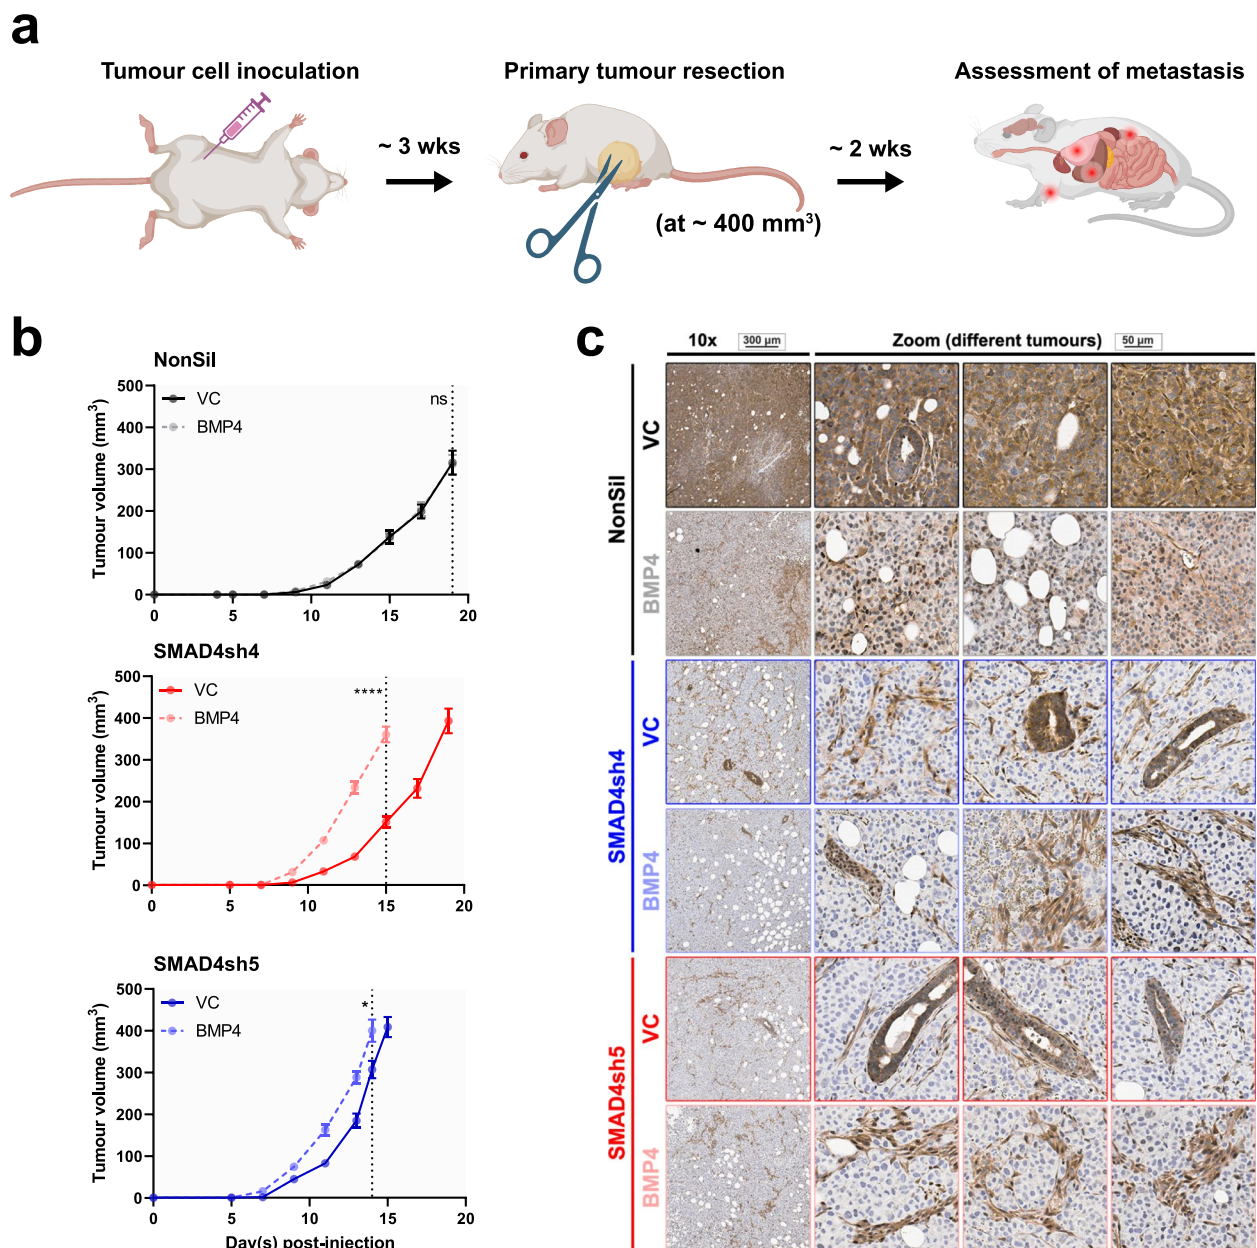 a
Tumour cell inoculation
~ 3 wks
Primary tumour resection
(at ~ 400 mm³)
~ 2 wks
Assessment of metastasis
b
NonSil
Tumour volume (mm³)
500
400
300
200
100
0
VC
BMP4
ns
0 5 10 15 20
SMAD4sh4
Tumour volume (mm³)
500
400
300
200
100
0
VC
BMP4
****
0 5 10 15 20
SMAD4sh5
Tumour volume (mm³)
500
400
300
200
100
0
VC
BMP4
*
0 5 10 15 20
Day(s) post-injection
c
10x 300 µm Zoom (different tumours) 50 µm
NonSil
VC
BMP4
SMAD4sh4
VC
BMP4
SMAD4sh5
VC
BMP4